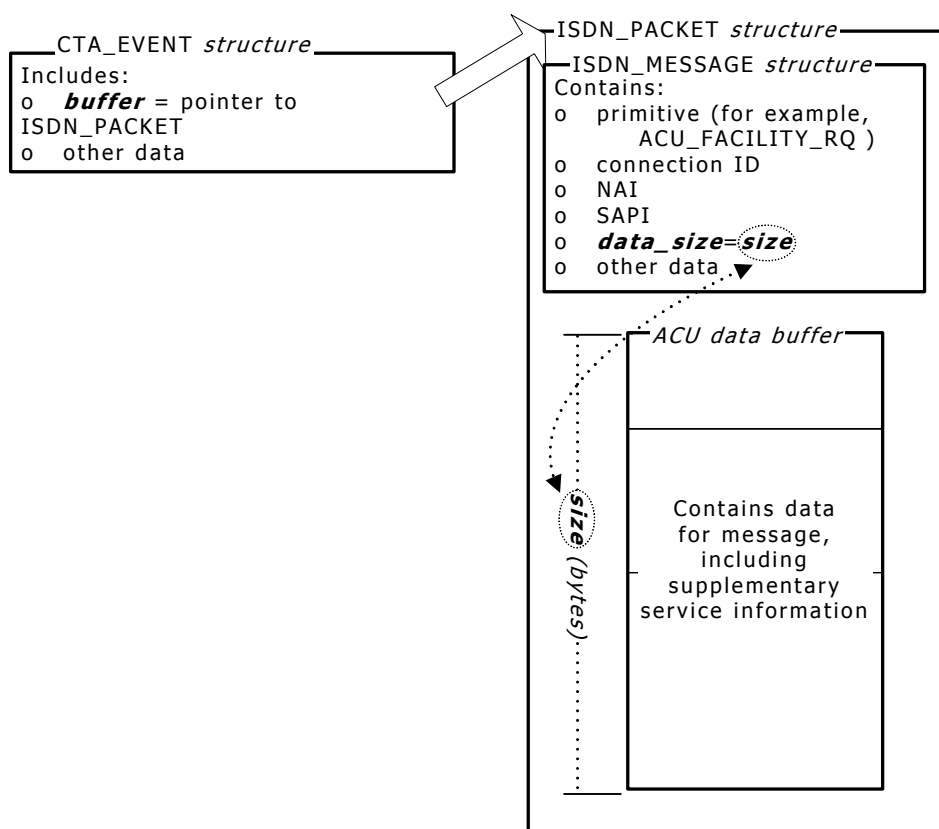 CTA_EVENT structure
Includes:
o buffer = pointer to
ISDN_PACKET
o other data
ISDN_PACKET structure
ISDN_MESSAGE structure
Contains:
o primitive (for example,
ACU_FACILITY_RQ )
o connection ID
o NAI
o SAPI
o data_size=size
o other data
ACU data buffer
size (bytes)
Contains data
for message,
including
supplementary
service information